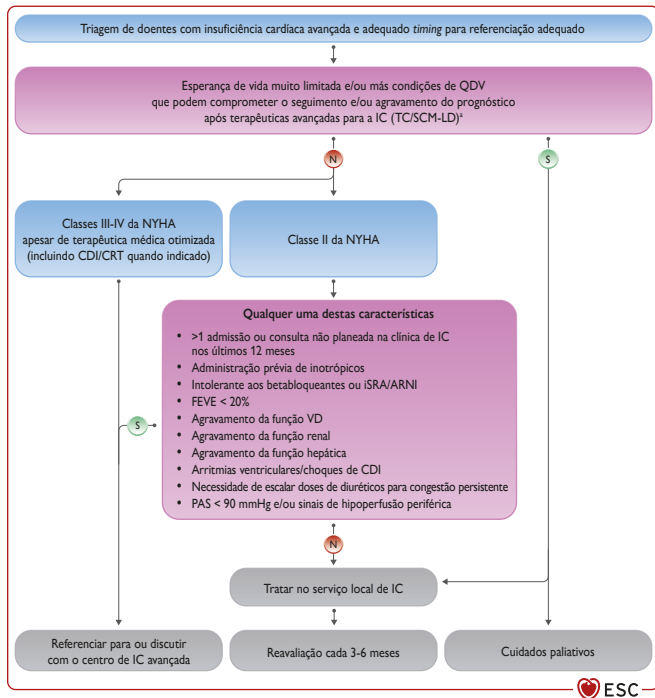 Triagem de doentes com insuficiência cardíaca avançada e adequado timing para referenciação adequado
Esperança de vida muito limitada e/ou más condições de QDV
que podem comprometer o seguimento e/ou agravamento do prognóstico
após terapêuticas avançadas para a IC (TC/SCM-LD)ª
N
S
Classes III-IV da NYHA
apesar de terapêutica médica otimizada
(incluindo CDI/CRT quando indicado)
Classe II da NYHA
Qualquer uma destas características
• >1 admissão ou consulta não planeada na clínica de IC
nos últimos 12 meses
• Administração prévia de inotrópicos
• Intolerante aos betabloqueantes ou iSRA/ARNI
• FEVE < 20%
• Agravamento da função VD
• Agravamento da função renal
• Agravamento da função hepática
• Arritmias ventriculares/choques de CDI
• Necessidade de escalar doses de diuréticos para congestão persistente
• PAS < 90 mmHg e/ou sinais de hipoperfusão periférica
S
N
Tratar no serviço local de IC
Referenciar para ou discutir
com o centro de IC avançada
Reavaliação cada 3-6 meses
Cuidados paliativos
ESC